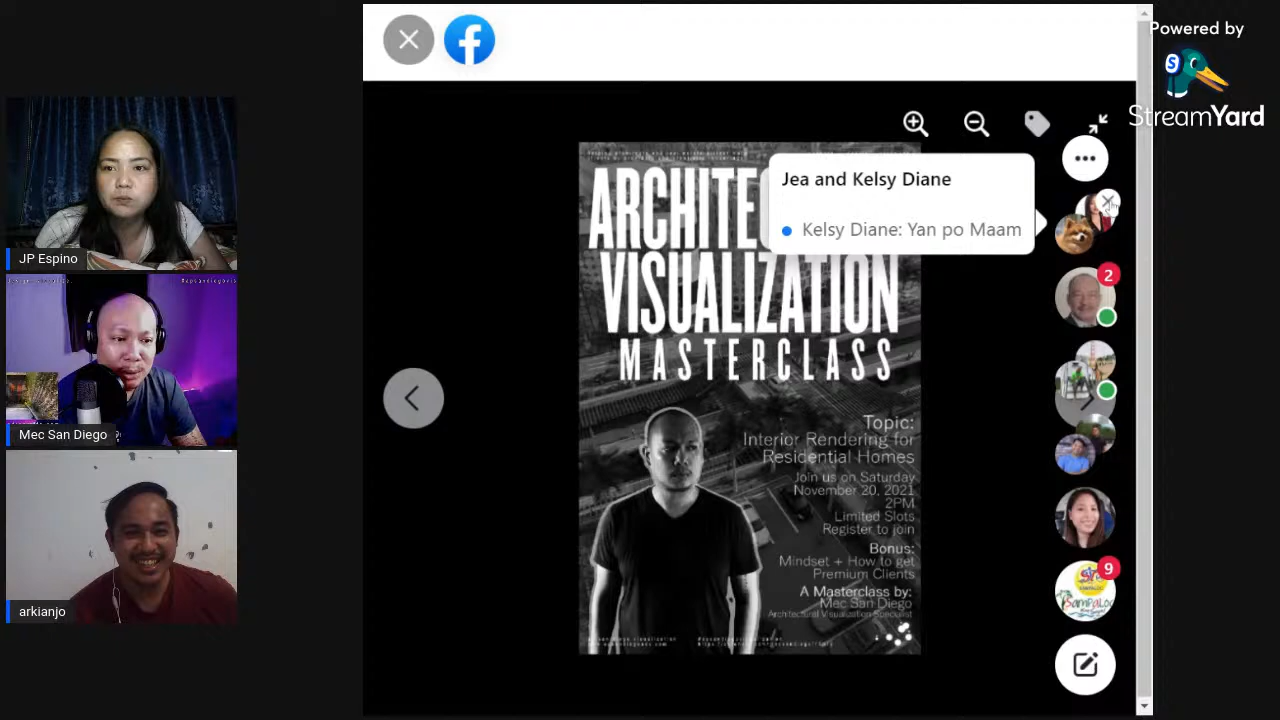 Powered by
StreamYard
JP Espino
Mec San Diego
arkianjo
ARCHITE
VISUALIZATION
MASTERCLASS
Topic:
Interior Rendering for
Residential Homes
Join us on Saturday
November 20, 2021
2PM
Limited Slots
Register to join
Bonus:
Mindset + How to get
Premium Clients
A Masterclass by:
Mec San Diego
Architectural Visualization Specialist
Jea and Kelsy Diane
Kelsy Diane: Yan po Maam
2
9